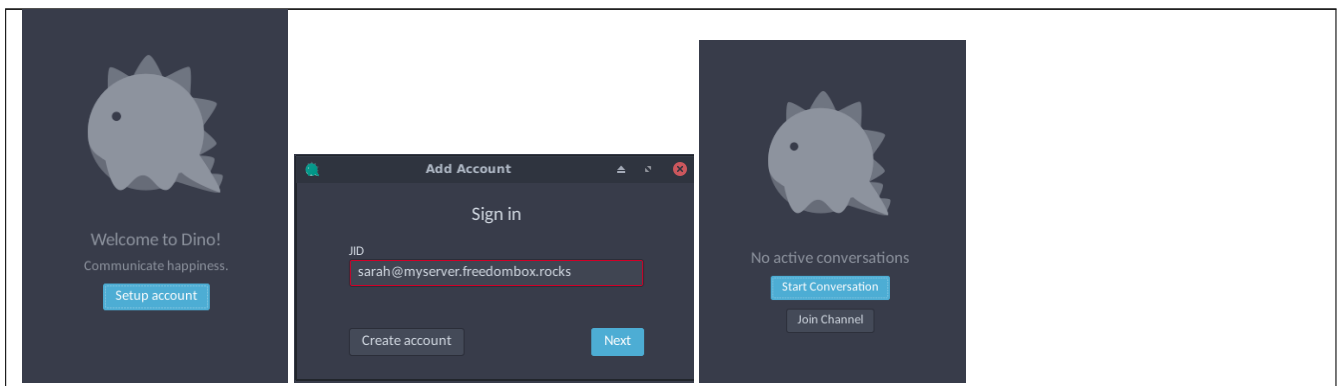 Welcome to Dino!
Communicate happiness.
Setup account
Add Account
Sign in
JID
sarah@myserver.freedombox.rocks
Create account
Next
No active conversations
Start Conversation
Join Channel